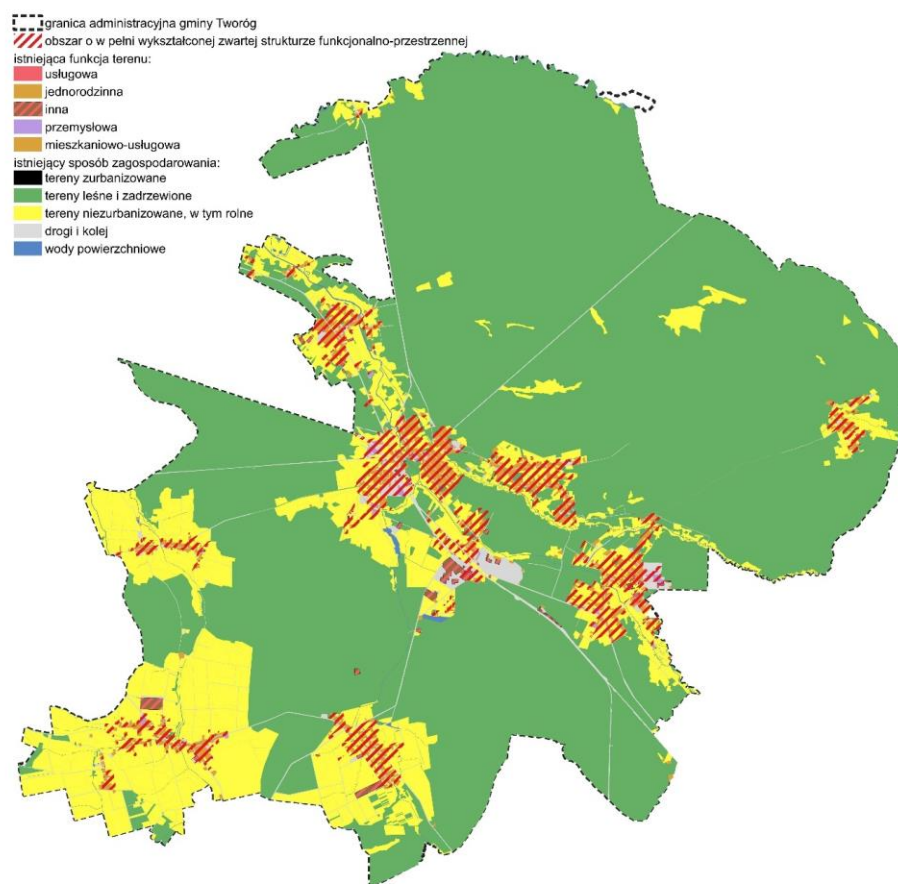 granica administracyjna gminy Tworóg
obszar o w pełni wykształconej zwartej strukturze funkcjonalno-przestrzennej
istniejąca funkcja terenu:
usługowa
jednorodzinna
inna
przemysłowa
mieszkaniowo-usługowa
istniejący sposób zagospodarowania:
tereny zurbanizowane
tereny leśne i zadrzewione
tereny niezurbanizowane, w tym rolne
drogi i kolej
wody powierzchniowe